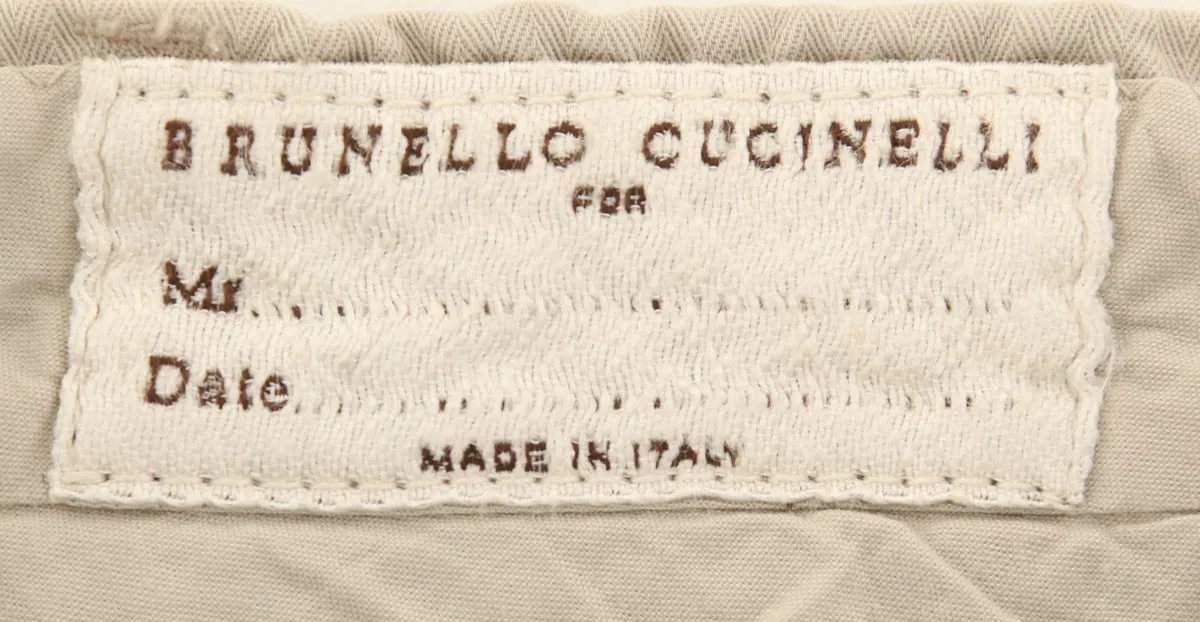 BRUNELLO CUCINELLI
FOR
Mr..............................
Date..............................
MADE IN ITALY